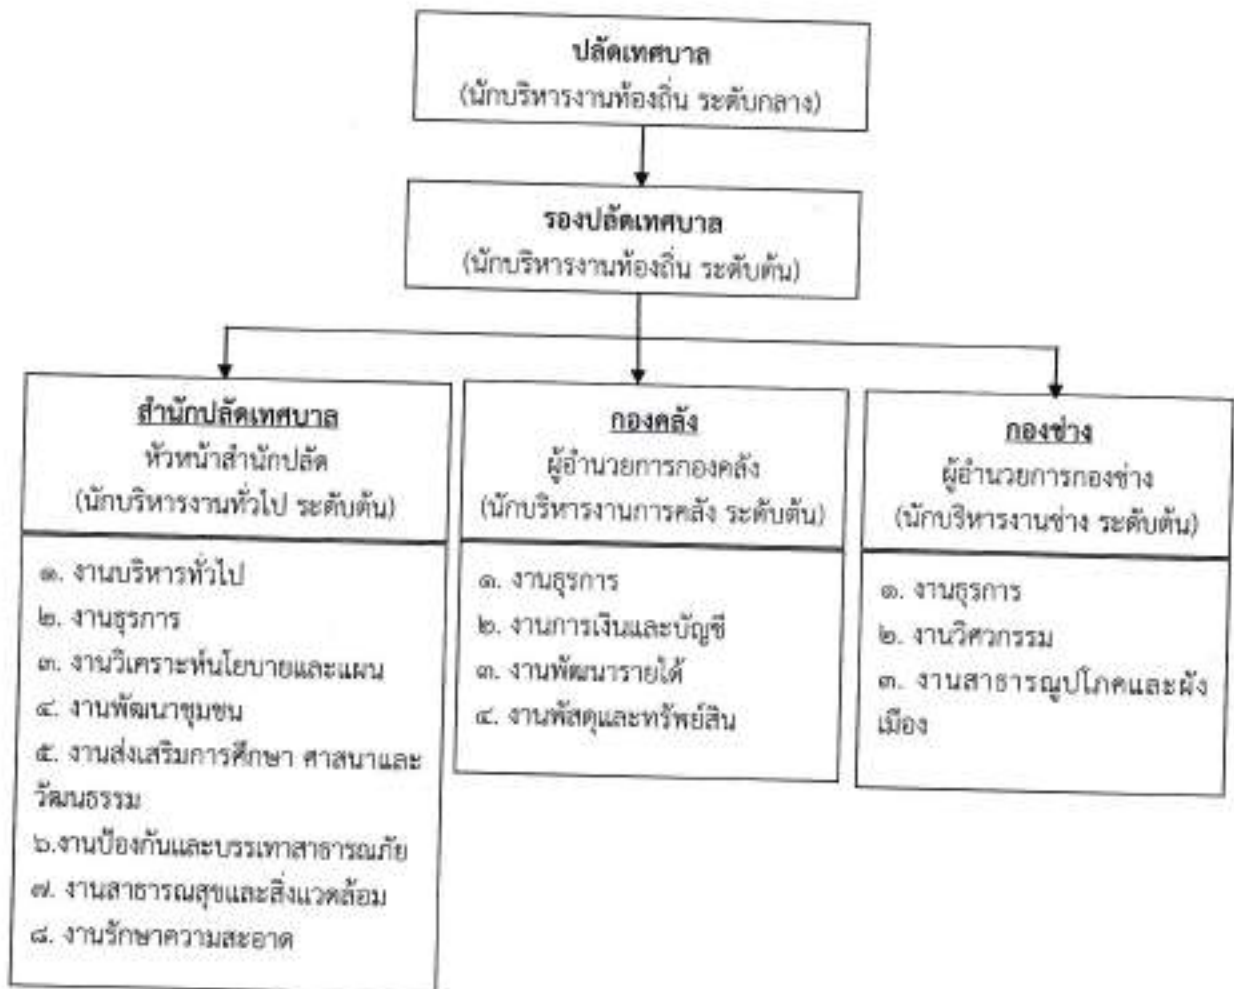 ปลัดเทศบาล
(นักบริหารงานท้องถิ่น ระดับกลาง)
รองปลัดเทศบาล
(นักบริหารงานท้องถิ่น ระดับต้น)
สำนักปลัดเทศบาล
หัวหน้าสำนักปลัด
(นักบริหารงานทั่วไป ระดับต้น)
๑. งานบริหารทั่วไป
๒. งานธุรการ
๓. งานวิเคราะห์นโยบายและแผน
๔. งานพัฒนาชุมชน
๕. งานส่งเสริมการศึกษา ศาสนาและ
วัฒนธรรม
๖.งานป้องกันและบรรเทาสาธารณภัย
๗. งานสาธารณสุขและสิ่งแวดล้อม
๘. งานรักษาความสะอาด
กองคลัง
ผู้อำนวยการกองคลัง
(นักบริหารงานการคลัง ระดับต้น)
๑. งานธุรการ
๒. งานการเงินและบัญชี
๓. งานพัฒนารายได้
๔. งานพัสดุและทรัพย์สิน
กองช่าง
ผู้อำนวยการกองช่าง
(นักบริหารงานช่าง ระดับต้น)
๑. งานธุรการ
๒. งานวิศวกรรม
๓. งานสาธารณูปโภคและผัง
เมือง